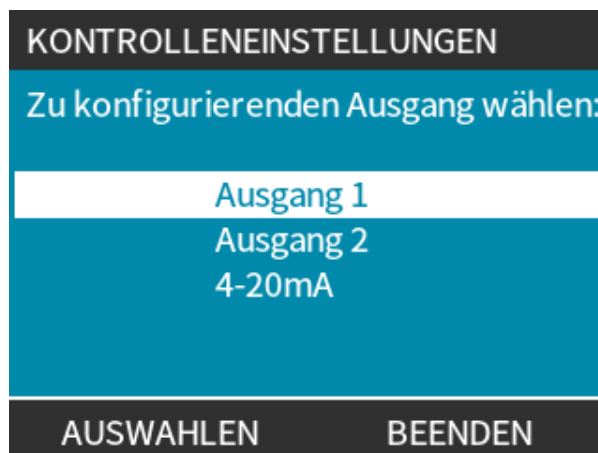 KONTROLLENEINSTELLUNGEN
Zu konfigurierenden Ausgang wählen:
Ausgang 1
Ausgang 2
4-20mA
AUSWAHLEN BEENDEN